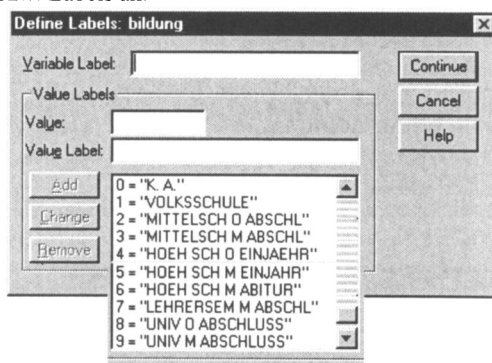 Define Labels: bildung
Variable Label:
Continue
Value Labels
Cancel
Value:
Help
Value Label:
Add
Change
Remove
0 = "K. A."
1 = "VOLKSSCHULE"
2 = "MITTELSCH O ABSCHL"
3 = "MITTELSCH M ABSCHL"
4 = "HOEH SCH O EINJAEHR"
5 = "HOEH SCH M EINJAHR"
6 = "HOEH SCH M ABITUR"
7 = "LEHRERSEM M ABSCHL"
8 = "UNIV O ABSCHLUSS"
9 = "UNIV M ABSCHLUSS"